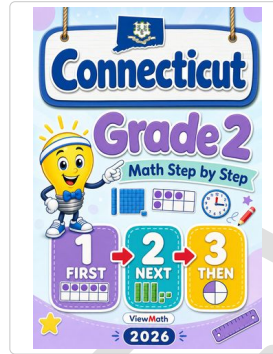 Connecticut
Grade 2
Math Step by Step
1 2 3
FIRST NEXT THEN
ViewMath
2026